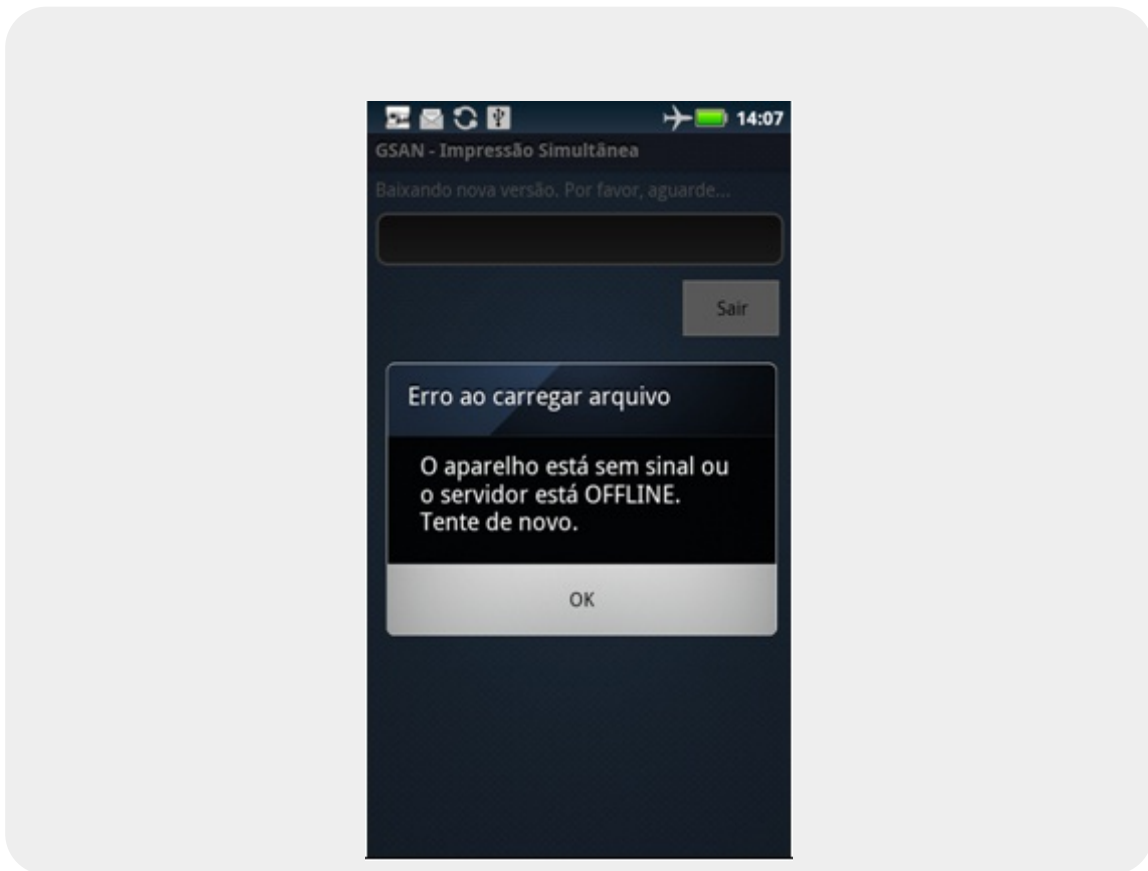 14:07
GSAN - Impressão Simultânea
Baixando nova versão. Por favor, aguarde...
Sair
Erro ao carregar arquivo
O aparelho está sem sinal ou
o servidor está OFFLINE.
Tente de novo.
OK